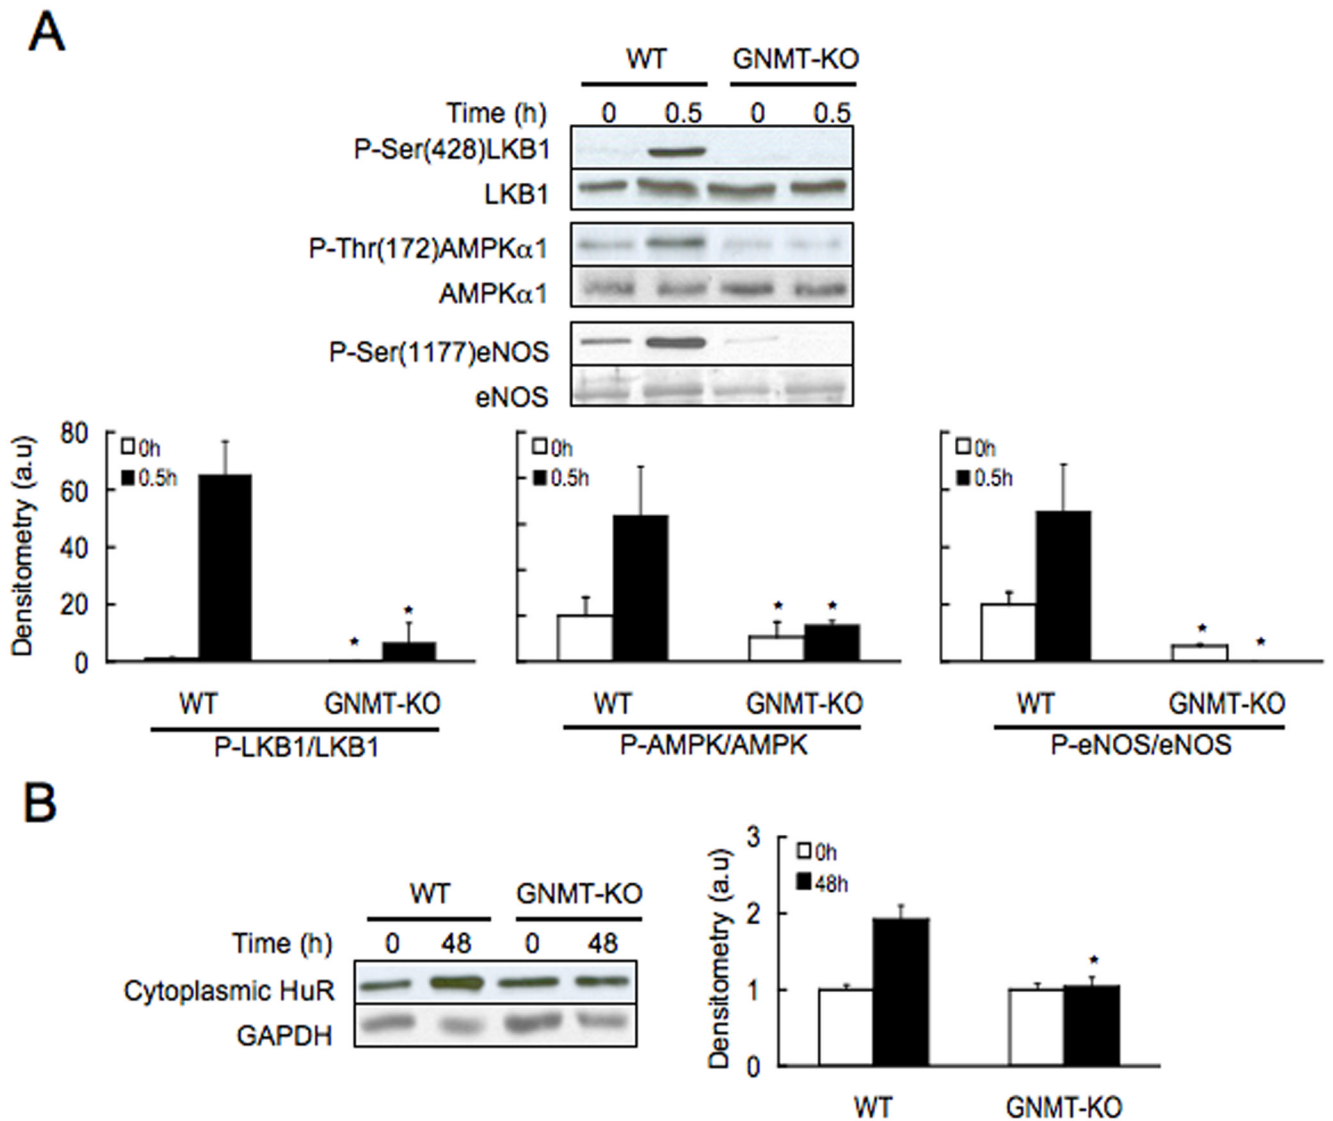 A
WT GNMT-KO
Time (h) 0 0.5 0 0.5
P-Ser(428)LKB1
LKB1
P-Thr(172)AMPKα1
AMPKα1
P-Ser(1177)eNOS
eNOS
Densitometry (a.u)
80
60
40
20
0
0h
0.5h
* *
WT GNMT-KO
P-LKB1/LKB1
0h
0.5h
* *
WT GNMT-KO
P-AMPK/AMPK
0h
0.5h
* *
WT GNMT-KO
P-eNOS/eNOS
B
WT GNMT-KO
Time (h) 0 48 0 48
Cytoplasmic HuR
GAPDH
Densitometry (a.u)
3
2
1
0
0h
48h
*
WT GNMT-KO